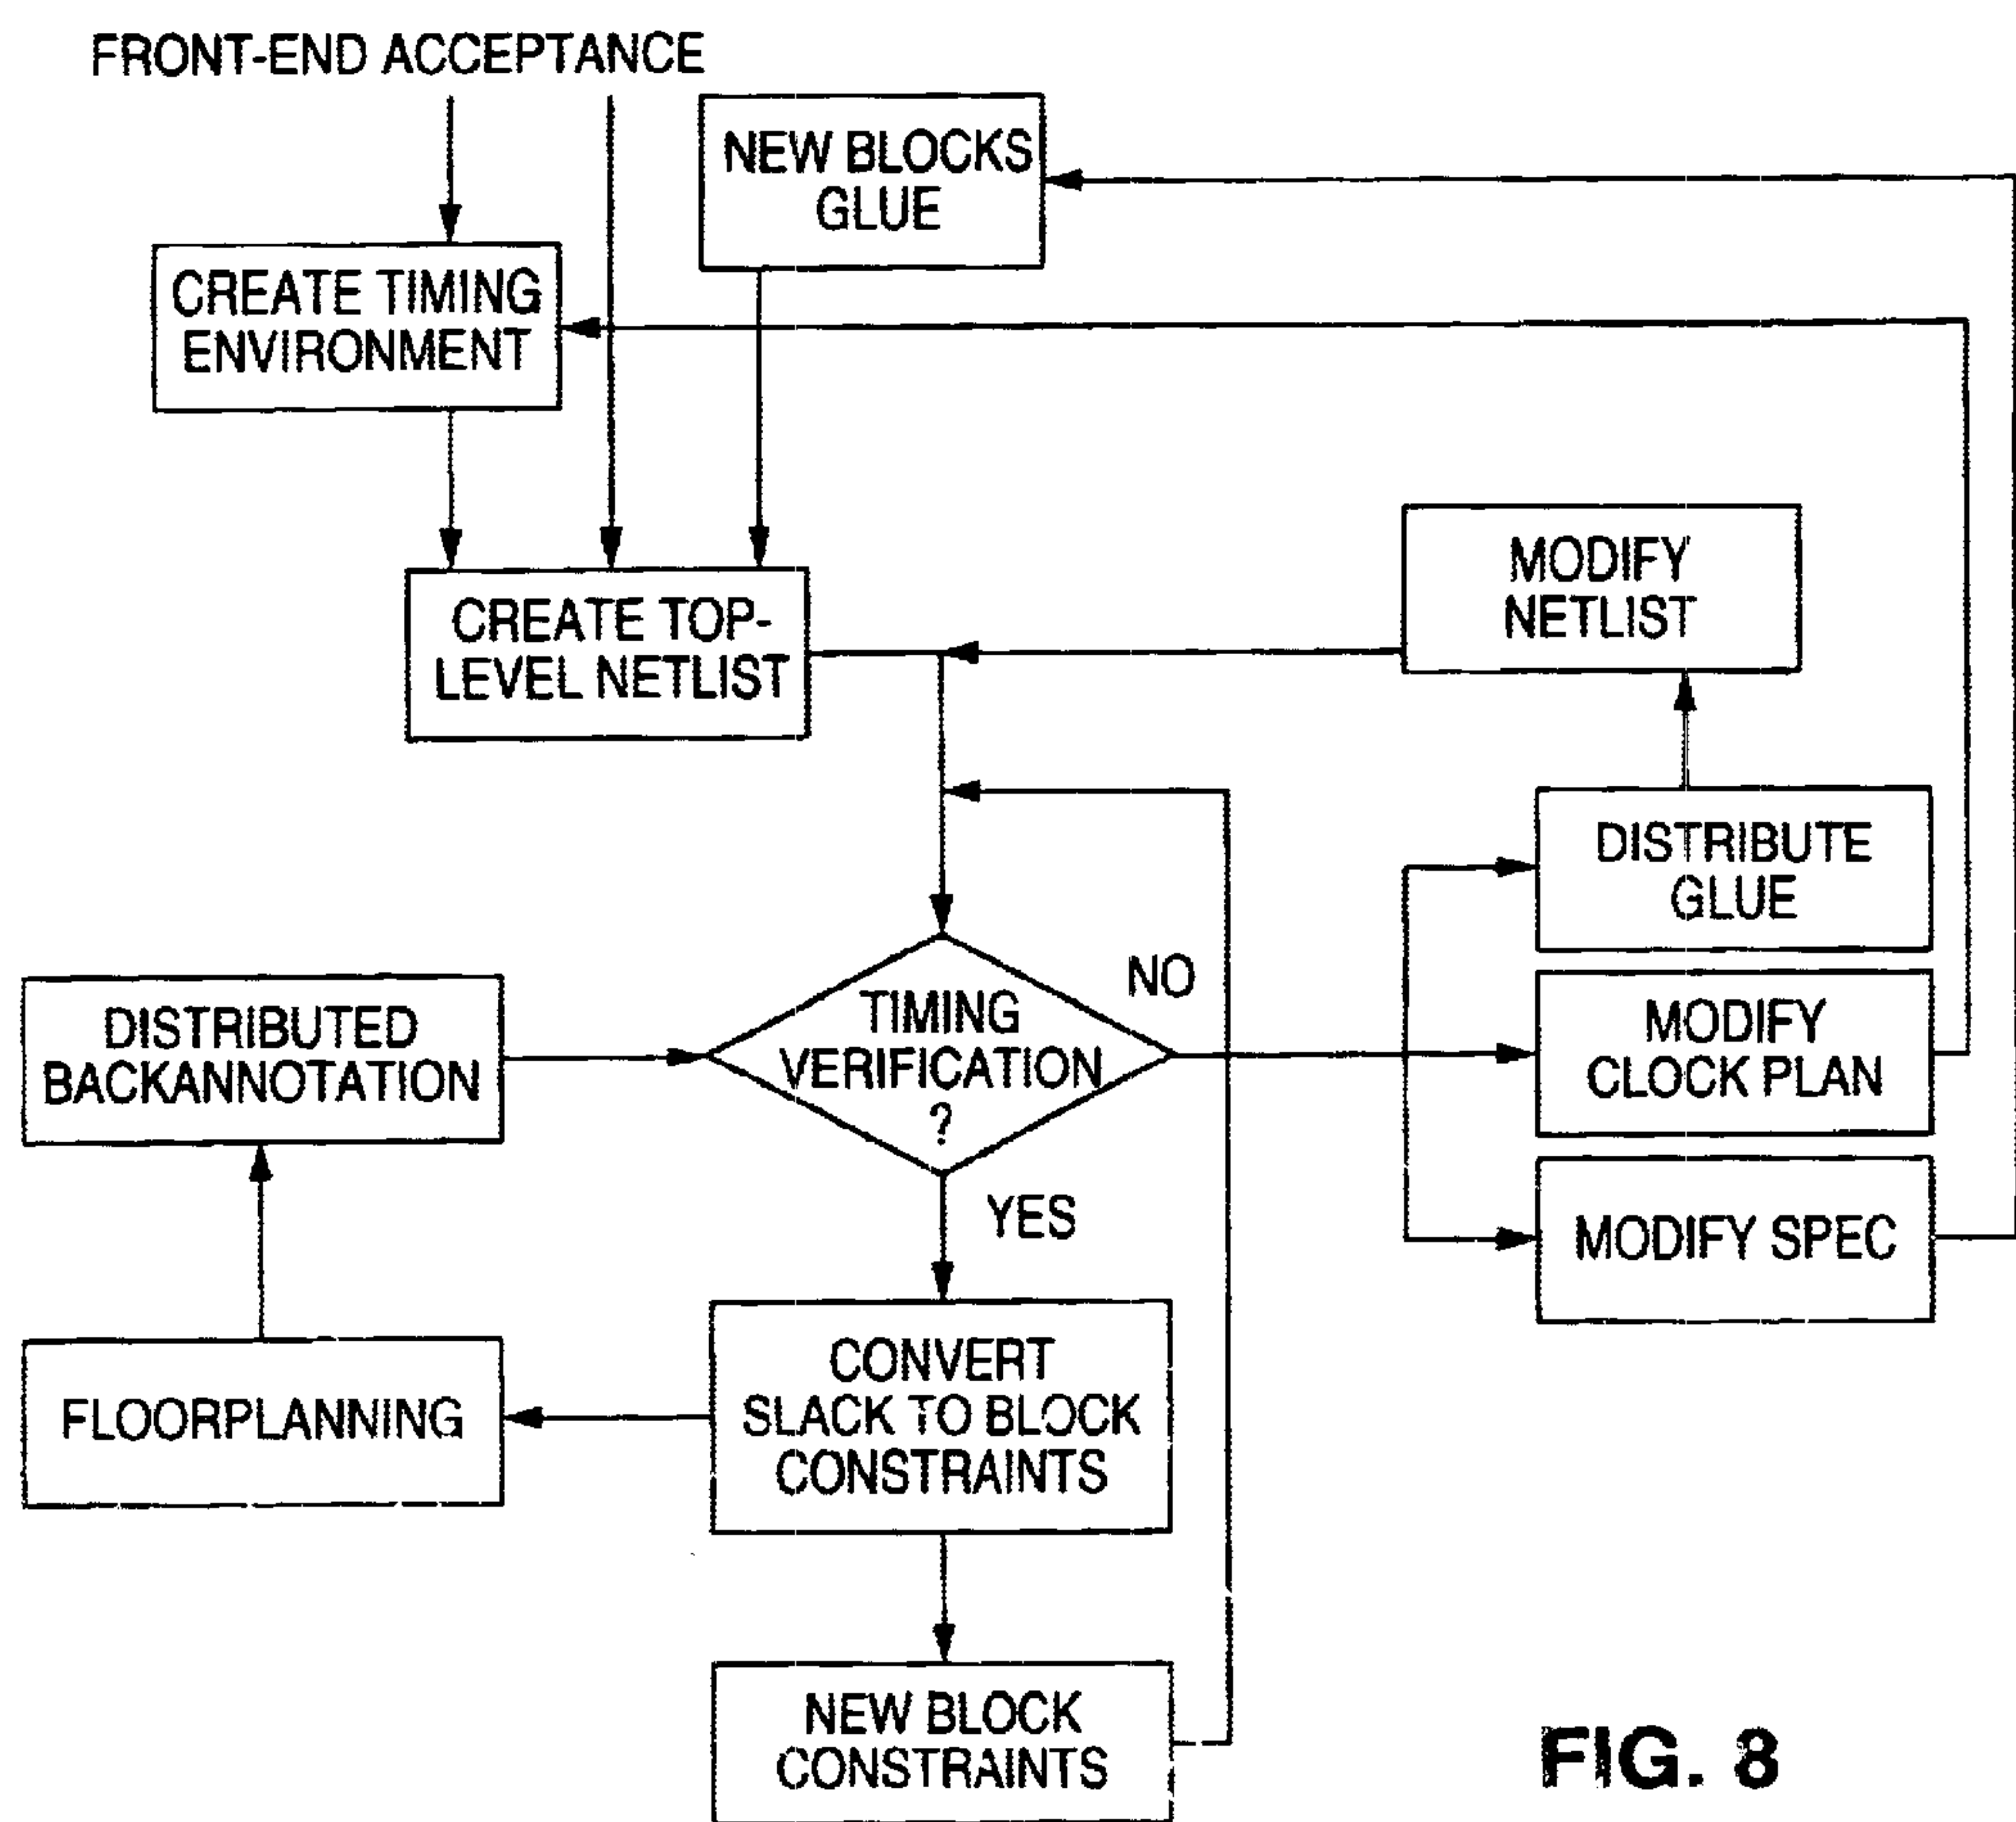 FRONT-END ACCEPTANCE
NEW BLOCKS
GLUE
CREATE TIMING
ENVIRONMENT
MODIFY
NETLIST
CREATE TOP-
LEVEL NETLIST
DISTRIBUTE
GLUE
NO
DISTRIBUTED
BACKANNOTATION
TIMING
VERIFICATION
?
MODIFY
CLOCK PLAN
YES
MODIFY SPEC
FLOORPLANNING
CONVERT
SLACK TO BLOCK
CONSTRAINTS
NEW BLOCK
CONSTRAINTS
FIG. 8